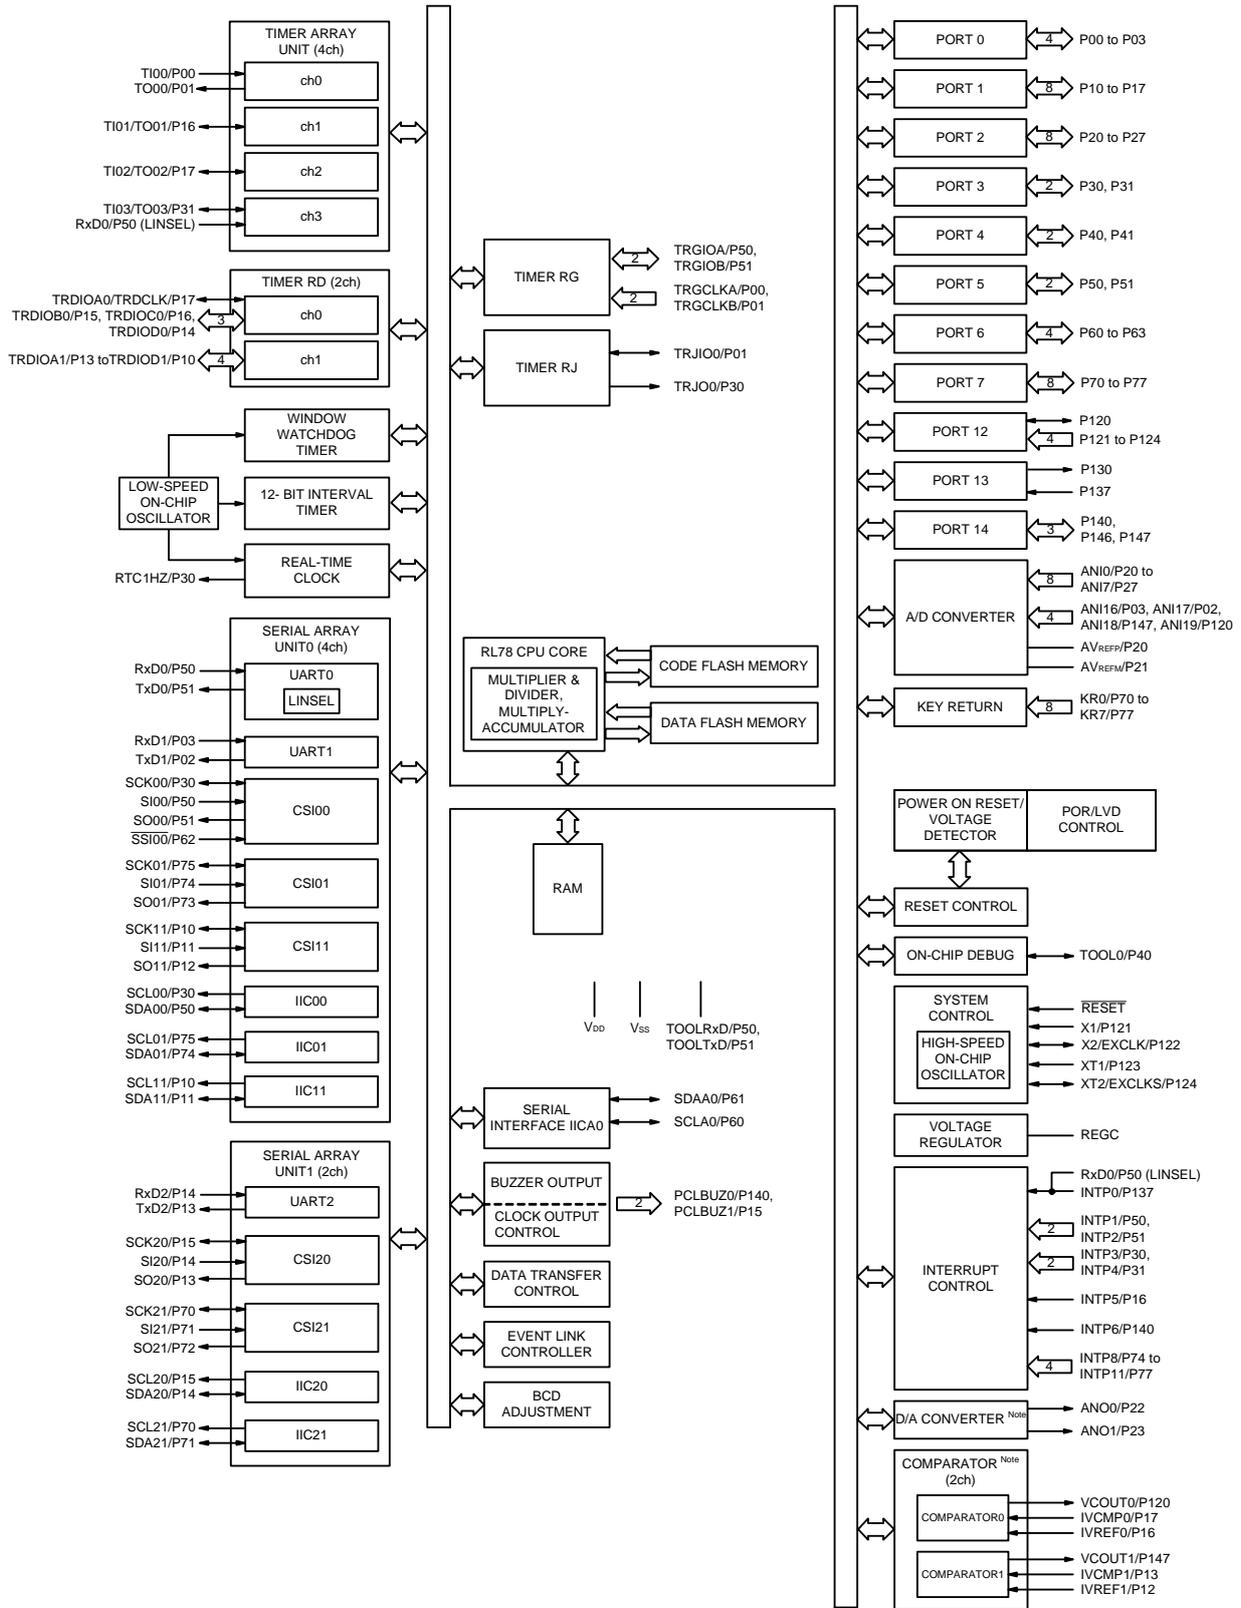 TIMER ARRAY
UNIT (4ch)
TI00/P00
TO00/P01
ch0
TI01/TO01/P16
ch1
TI02/TO02/P17
ch2
TI03/TO03/P31
RxD0/P50 (LINSEL)
ch3
TIMER RD (2ch)
TRDIOA0/TRDCLK/P17
TRDIOB0/P15, TRDIOC0/P16,
TRDIOD0/P14
3
ch0
TRDIOA1/P13 toTRDIOD1/P10
4
ch1
WINDOW
WATCHDOG
TIMER
LOW-SPEED
ON-CHIP
OSCILLATOR
12- BIT INTERVAL
TIMER
REAL-TIME
CLOCK
RTC1HZ/P30
SERIAL ARRAY
UNIT0 (4ch)
RxD0/P50
TxD0/P51
UART0
LINSEL
RxD1/P03
TxD1/P02
UART1
SCK00/P30
SI00/P50
SO00/P51
SSI00/P62
CSI00
SCK01/P75
SI01/P74
SO01/P73
CSI01
SCK11/P10
SI11/P11
SO11/P12
CSI11
SCL00/P30
SDA00/P50
IIC00
SCL01/P75
SDA01/P74
IIC01
SCL11/P10
SDA11/P11
IIC11
SERIAL ARRAY
UNIT1 (2ch)
RxD2/P14
TxD2/P13
UART2
SCK20/P15
SI20/P14
SO20/P13
CSI20
SCK21/P70
SI21/P71
SO21/P72
CSI21
SCL20/P15
SDA20/P14
IIC20
SCL21/P70
SDA21/P71
IIC21
TIMER RG
2
TRGIOA/P50,
TRGIOB/P51
2
TRGCLKA/P00,
TRGCLKB/P01
TIMER RJ
TRJIO0/P01
TRJO0/P30
RL78 CPU CORE
MULTIPLIER &
DIVIDER,
MULTIPLY-
ACCUMULATOR
CODE FLASH MEMORY
DATA FLASH MEMORY
RAM
VDD
VSS
TOOLRxD/P50,
TOOLTxD/P51
SERIAL
INTERFACE IICA0
SDAA0/P61
SCLA0/P60
BUZZER OUTPUT
CLOCK OUTPUT
CONTROL
2
PCLBUZ0/P140,
PCLBUZ1/P15
DATA TRANSFER
CONTROL
EVENT LINK
CONTROLLER
BCD
ADJUSTMENT
PORT 0
4
P00 to P03
PORT 1
8
P10 to P17
PORT 2
8
P20 to P27
PORT 3
2
P30, P31
PORT 4
2
P40, P41
PORT 5
2
P50, P51
PORT 6
4
P60 to P63
PORT 7
8
P70 to P77
PORT 12
P120
4
P121 to P124
PORT 13
P130
P137
PORT 14
3
P140,
P146, P147
A/D CONVERTER
8
ANI0/P20 to
ANI7/P27
4
ANI16/P03, ANI17/P02,
ANI18/P147, ANI19/P120
AVREFP/P20
AVREFM/P21
KEY RETURN
8
KR0/P70 to
KR7/P77
POWER ON RESET/
VOLTAGE
DETECTOR
POR/LVD
CONTROL
RESET CONTROL
ON-CHIP DEBUG
TOOL0/P40
SYSTEM
CONTROL
HIGH-SPEED
ON-CHIP
OSCILLATOR
RESET
X1/P121
X2/EXCLK/P122
XT1/P123
XT2/EXCLKS/P124
VOLTAGE
REGULATOR
REGC
INTERRUPT
CONTROL
RxD0/P50 (LINSEL)
INTP0/P137
2
INTP1/P50,
INTP2/P51
2
INTP3/P30,
INTP4/P31
INTP5/P16
INTP6/P140
4
INTP8/P74 to
INTP11/P77
D/A CONVERTER Note
ANO0/P22
ANO1/P23
COMPARATOR Note
(2ch)
COMPARATOR0
VCOUT0/P120
IVCMP0/P17
IVREF0/P16
COMPARATOR1
VCOUT1/P147
IVCMP1/P13
IVREF1/P12